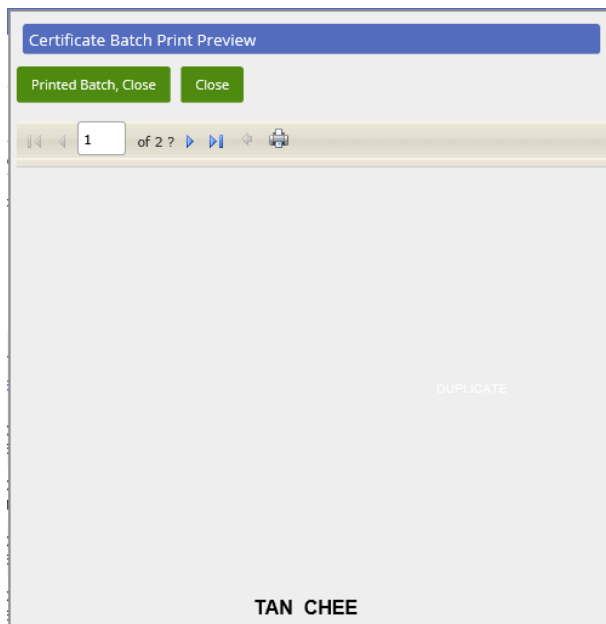 Certificate Batch Print Preview
Printed Batch, Close Close
1 of 2 ?
DUPLICATE
TAN CHEE